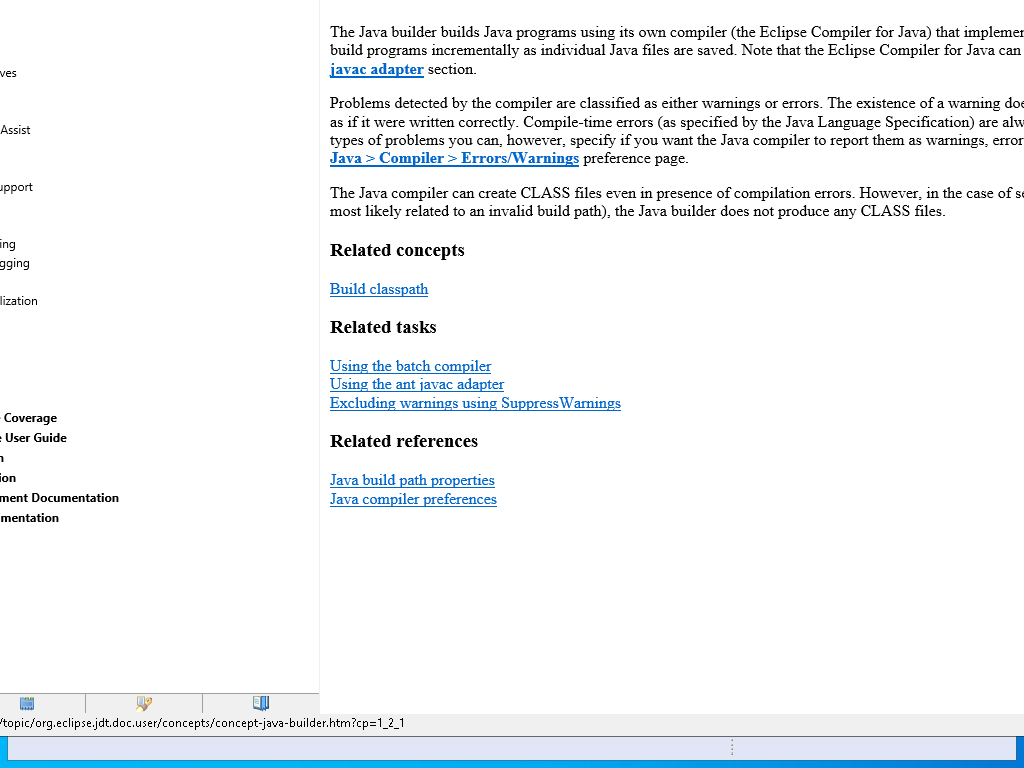 The Java builder builds Java programs using its own compiler (the Eclipse Compiler for Java) that
build programs incrementally as individual Java files are saved. Note that the Eclipse Compiler for Java can
javac adapter section.
Problems detected by the compiler are classified as either warnings or errors. The existence of a warning
as if it were written correctly. Compile-time errors (as specified by the Java Language Specification) are
types of problems you can, however, specify if you want the Java compiler to report them as warnings,
Java > Compiler > Errors/Warnings preference page.
The Java compiler can create CLASS files even in presence of compilation errors. However, in the case of
most likely related to an invalid build path), the Java builder does not produce any CLASS files.
Related concepts
Build classpath
Related tasks
Using the batch compiler
Using the ant javac adapter
Excluding warnings using SuppressWarnings
Related references
Java build path properties
Java compiler preferences
ves
Assist
upport
ing
gging
lization
Coverage
User Guide
n
ion
ment Documentation
mentation
/topic/org.eclipse.jdt.doc.user/concepts/concept-java-builder.htm?cp=1_2_1